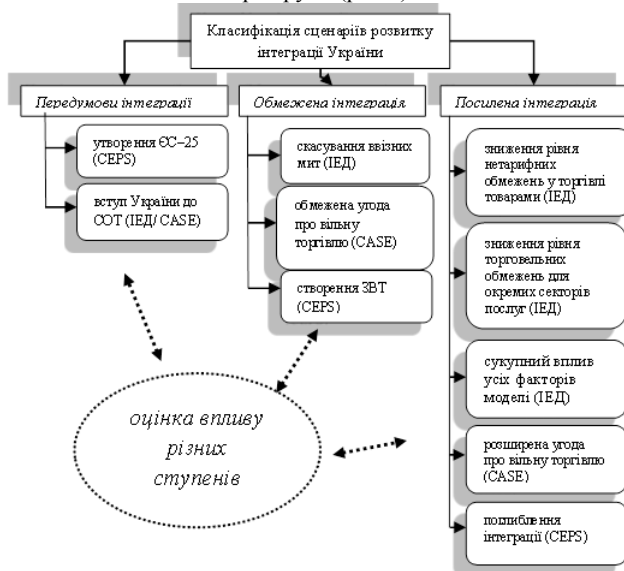 Класифікація сценаріїв розвитку
інтеграції України
Передумови інтеграції
утворення ЄС–25
(CEPS)
вступ України до
СОТ (ІЕД/ CASE)
Обмежена інтеграція
скасування ввізних
мит (ІЕД)
обмежена угода
про вільну
торгівлю (CASE)
створення ЗВТ
(CEPS)
Посилена інтеграція
зниження рівня
нетарифних
обмежень у торгівлі
товарами (ІЕД)
зниження рівня
торговельних
обмежень для
окремих секторів
послуг (ІЕД)
сукупний вплив
усіх факторів
моделі (ІЕД)
розширена угода
про вільну торгівлю
(CASE)
поглиблення
інтеграції (CEPS)
оцінка впливу
різних
ступенів